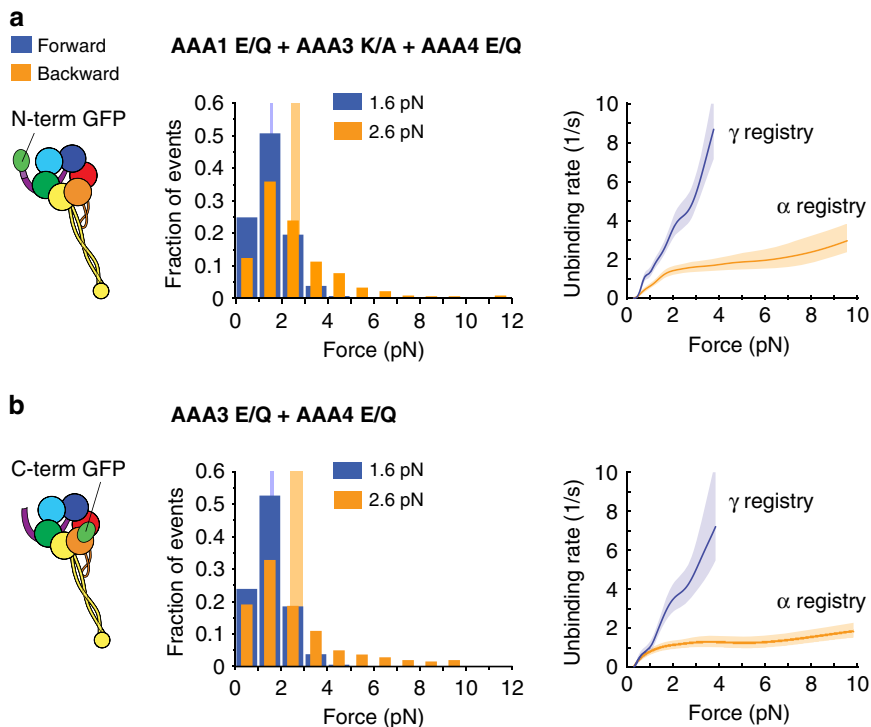 a
Forward
Backward
AAA1 E/Q + AAA3 K/A + AAA4 E/Q
N-term GFP
Fraction of events
0.6
0.5
0.4
0.3
0.2
0.1
0
1.6 pN
2.6 pN
0 2 4 6 8 10 12
Force (pN)
Unbinding rate (1/s)
10
8
6
4
2
0
γ registry
α registry
0 2 4 6 8 10
Force (pN)
b
AAA3 E/Q + AAA4 E/Q
C-term GFP
Fraction of events
0.6
0.5
0.4
0.3
0.2
0.1
0
1.6 pN
2.6 pN
0 2 4 6 8 10 12
Force (pN)
Unbinding rate (1/s)
10
8
6
4
2
0
γ registry
α registry
0 2 4 6 8 10
Force (pN)